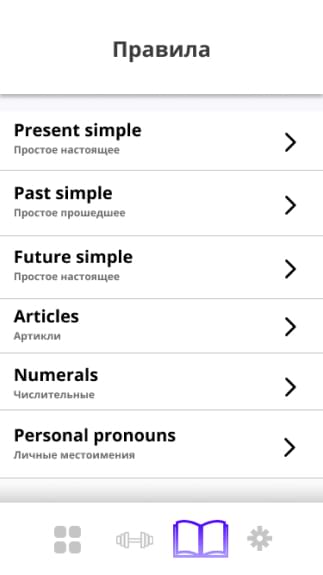 Правила
Present simple
Простое настоящее
Past simple
Простое прошедшее
Future simple
Простое настоящее
Articles
Артикли
Numerals
Числительные
Personal pronouns
Личные местоимения